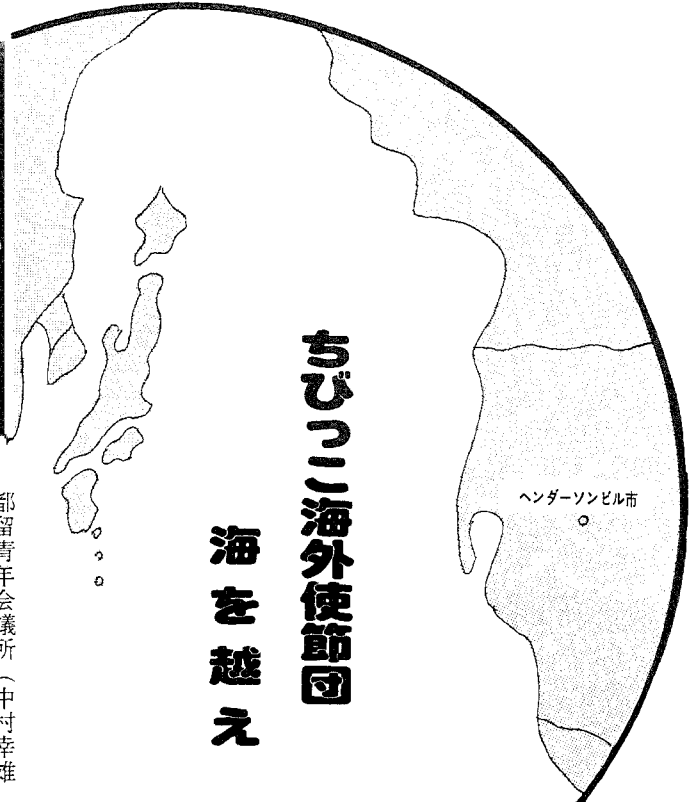 ちびっこ海外使節団
海を越え
ヘンダーソンビル市
都留青年会議所（中村幸雄